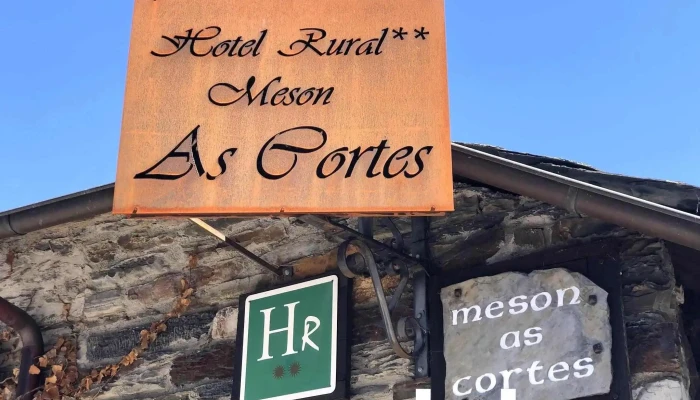 Hotel Rural**
Meson
As Cortes
HR
**
meson
as
cortes